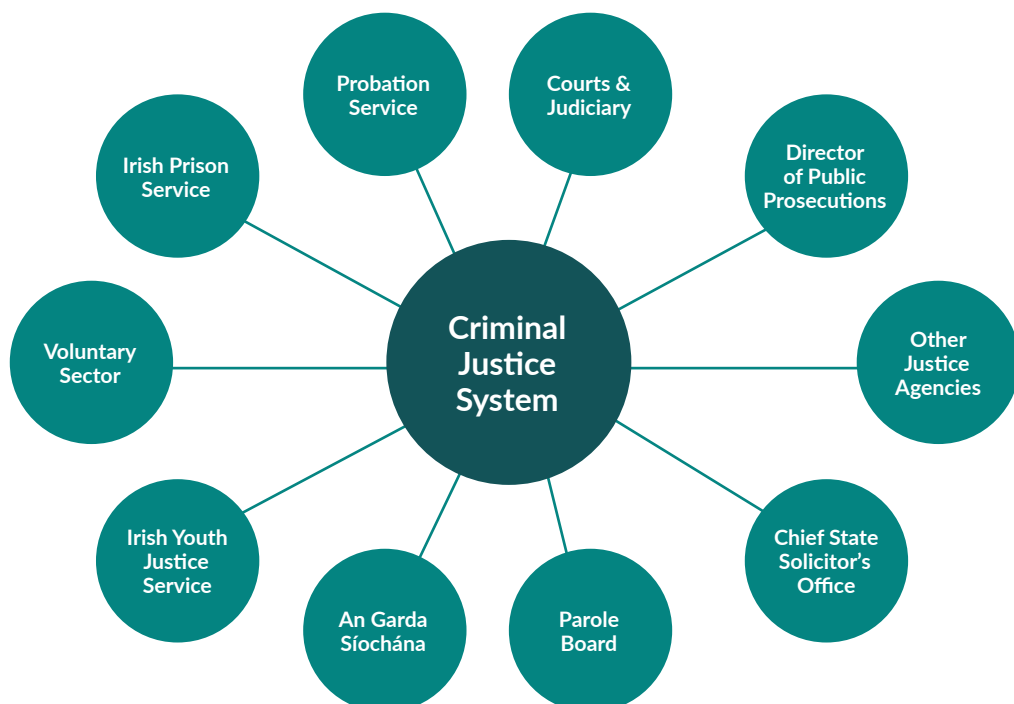 Probation
Service
Courts &
Judiciary
Irish Prison
Service
Director
of Public
Prosecutions
Voluntary
Sector
Criminal
Justice
System
Other
Justice
Agencies
Irish Youth
Justice
Service
An Garda
Síochána
Parole
Board
Chief State
Solicitor’s
Office